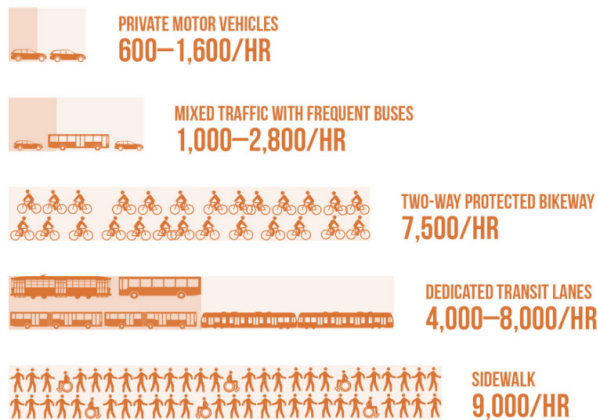 PRIVATE MOTOR VEHICLES
600–1,600/HR
MIXED TRAFFIC WITH FREQUENT BUSES
1,000–2,800/HR
TWO-WAY PROTECTED BIKEWAY
7,500/HR
DEDICATED TRANSIT LANES
4,000–8,000/HR
SIDEWALK
9,000/HR